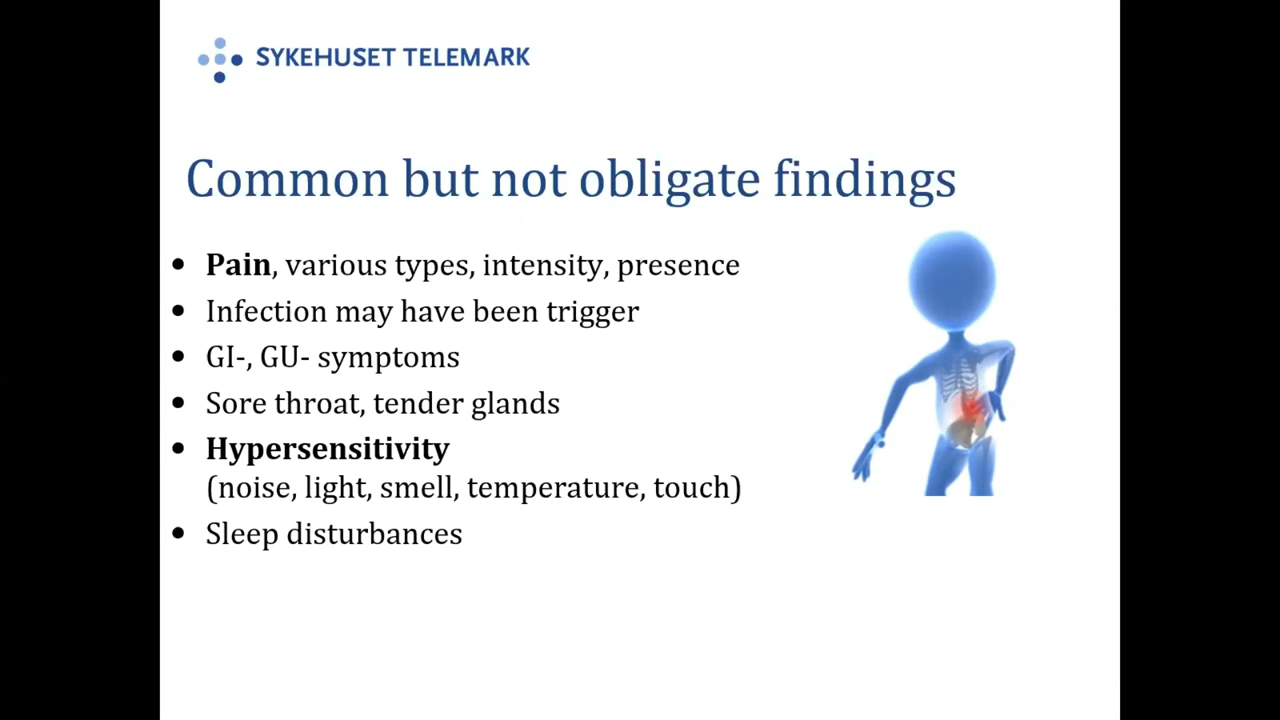 SYKEHUSET TELEMARK
Common but not obligate findings
• Pain, various types, intensity, presence
• Infection may have been trigger
• GI-, GU- symptoms
• Sore throat, tender glands
• Hypersensitivity
(noise, light, smell, temperature, touch)
• Sleep disturbances